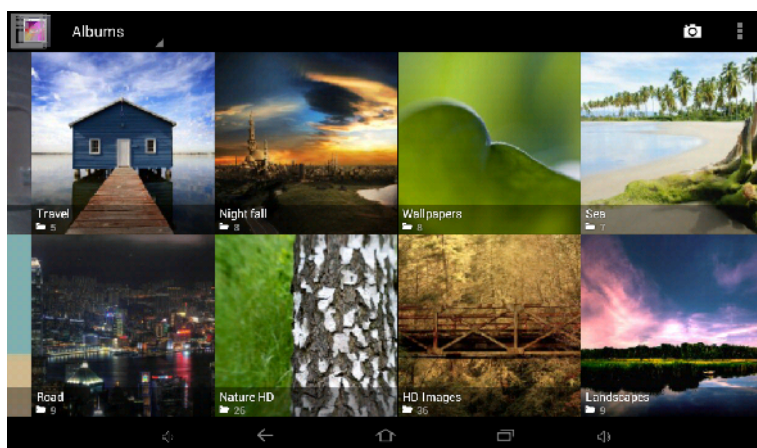 Albums
Travel
5
Night fall
8
Wallpapers
8
Sea
7
Road
9
Nature HD
26
HD Images
36
Landscapes
9